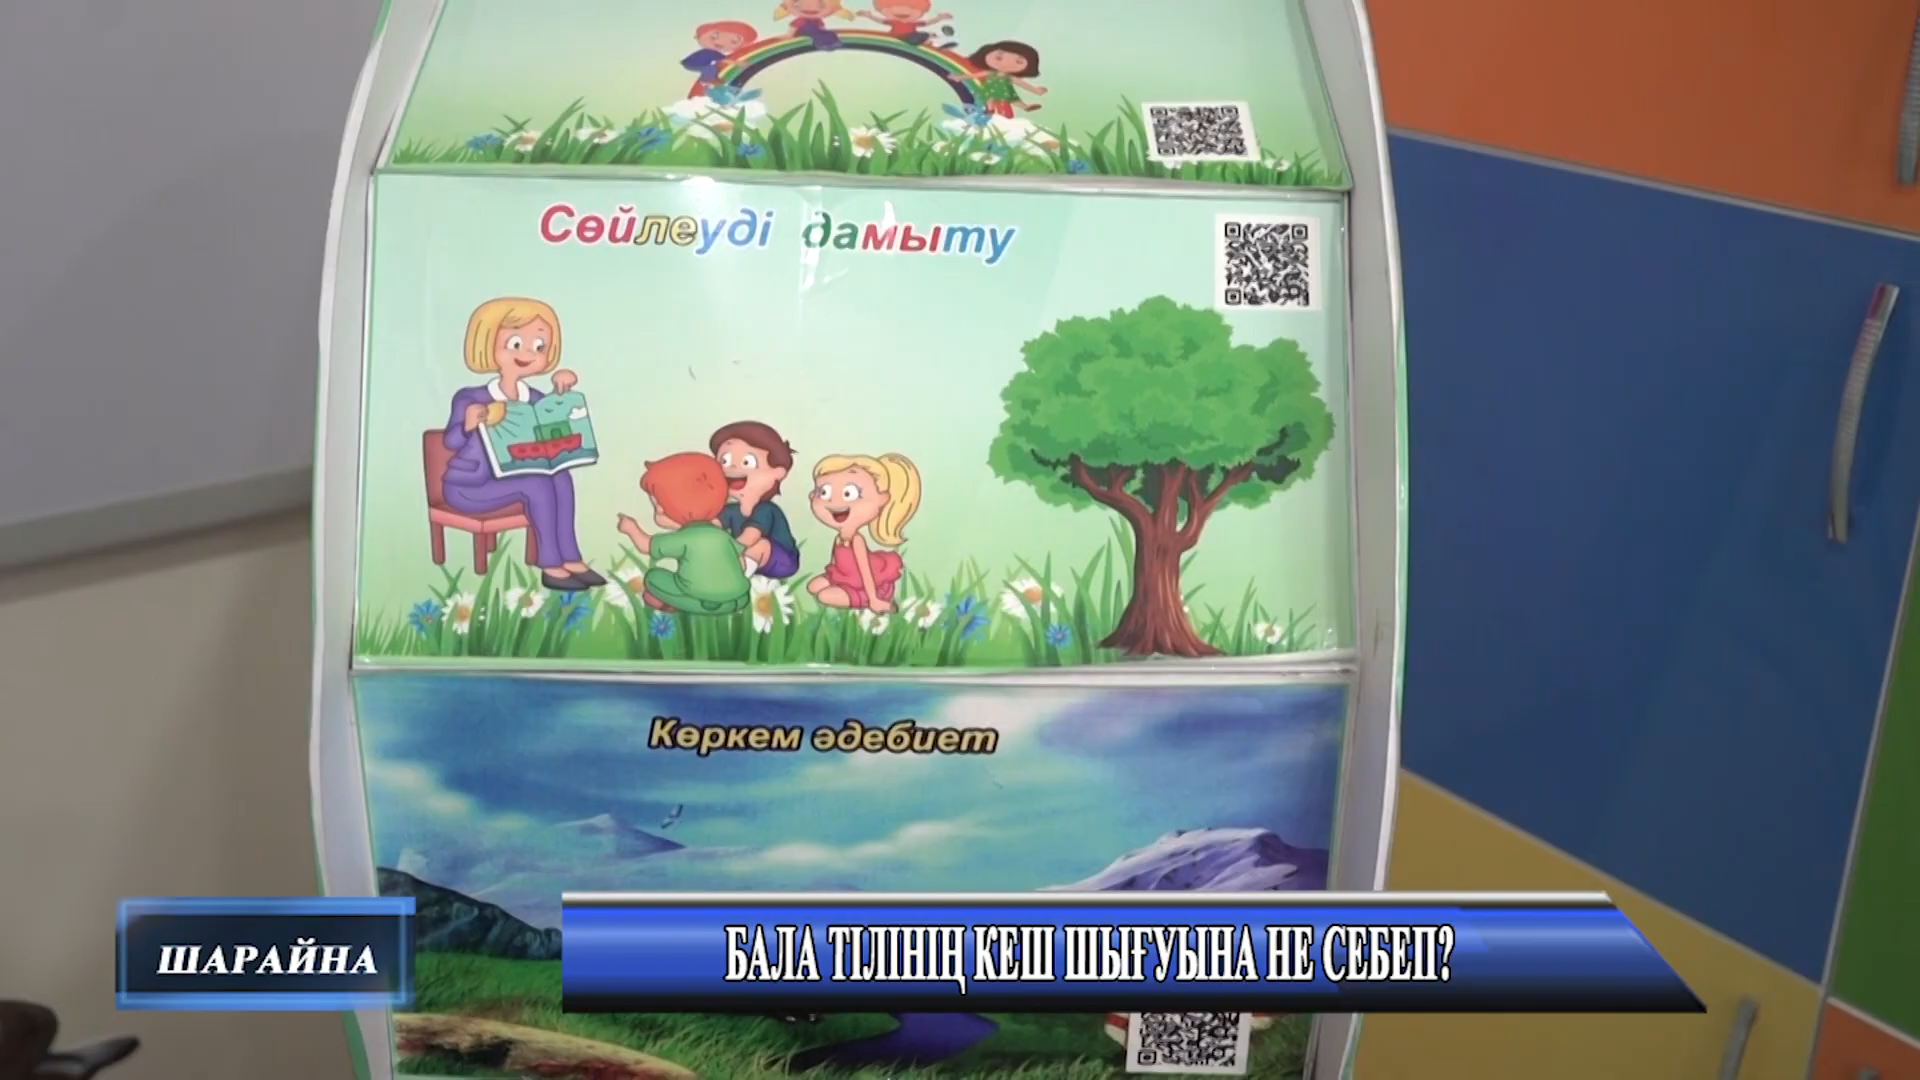 Сөйлеуді дамыту
Көркем әдебиет
ШАРАЙНА
БАЛА ТІЛІНІҢ КЕШ ШЫҒУЫНА НЕ СЕБЕП?